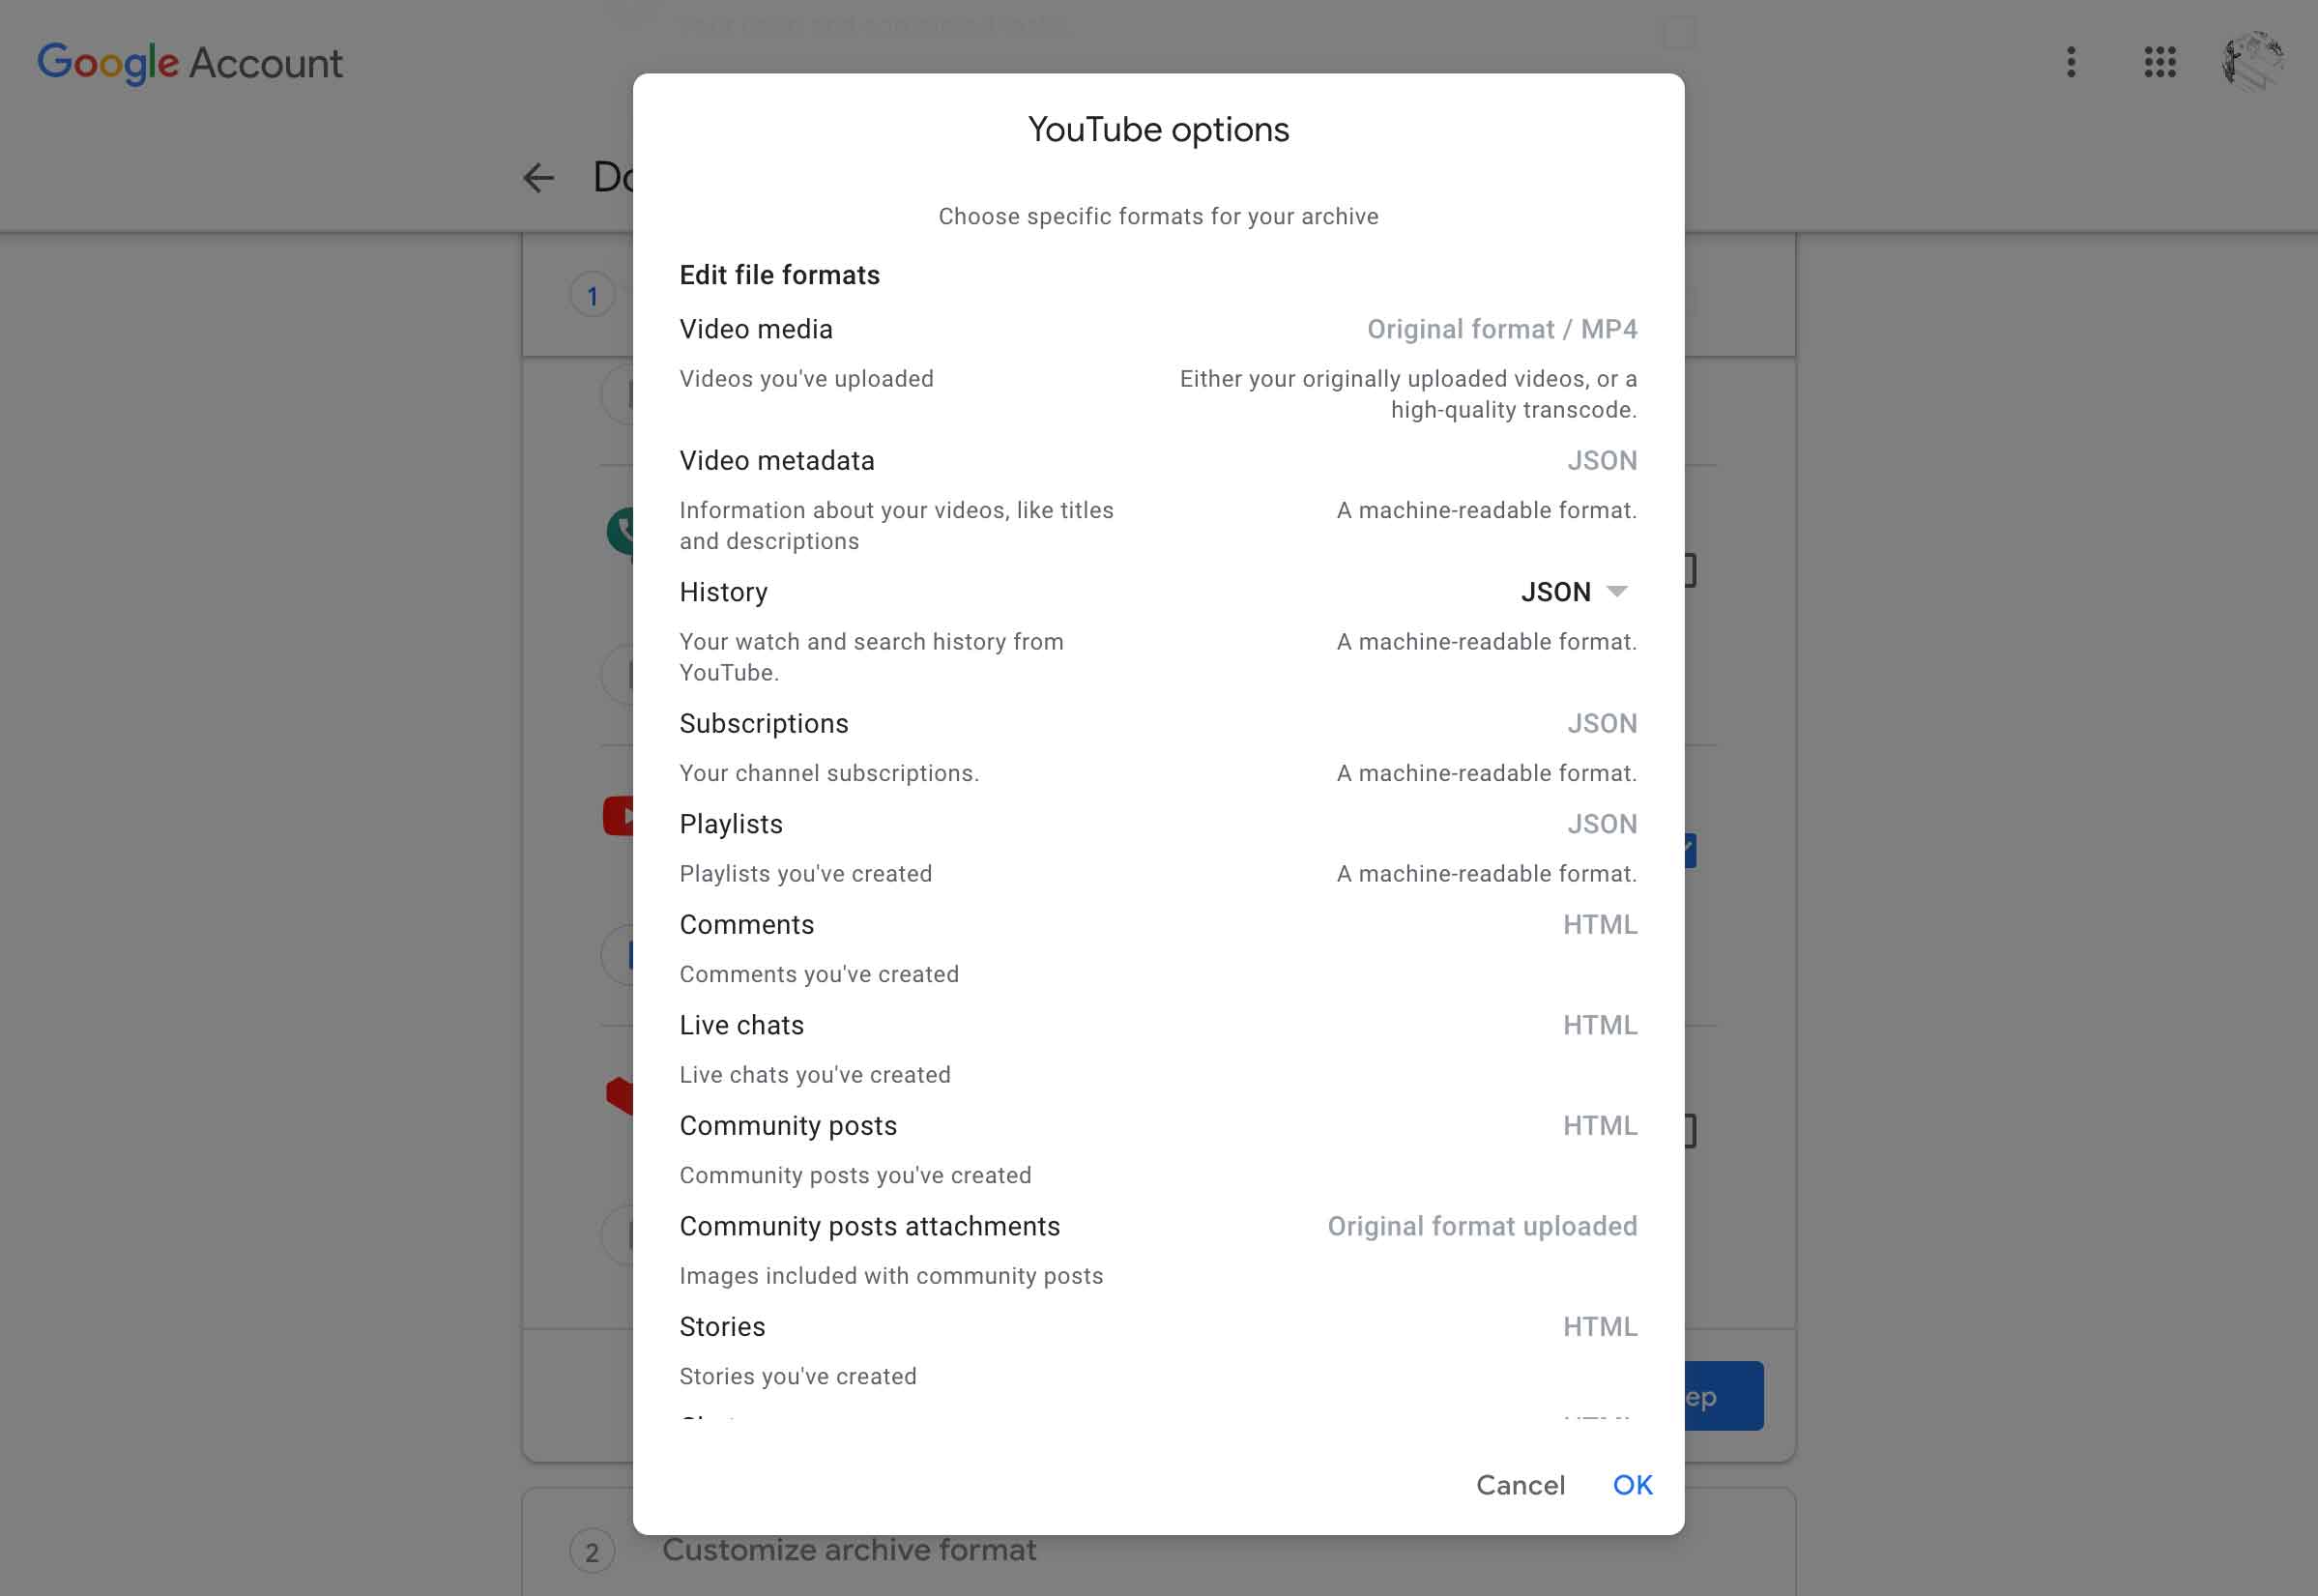 Google Account
YouTube options
Choose specific formats for your archive
Edit file formats
1
Video media Original format / MP4
Videos you've uploaded Either your originally uploaded videos, or a
high-quality transcode.
Video metadata JSON
Information about your videos, like titles A machine-readable format.
and descriptions
History JSON
Your watch and search history from A machine-readable format.
YouTube.
Subscriptions JSON
Your channel subscriptions. A machine-readable format.
Playlists JSON
Playlists you've created A machine-readable format.
Comments HTML
Comments you've created
Live chats HTML
Live chats you've created
Community posts HTML
Community posts you've created
Community posts attachments Original format uploaded
Images included with community posts
Stories HTML
Stories you've created
ep
Cancel OK
2 Customize archive format